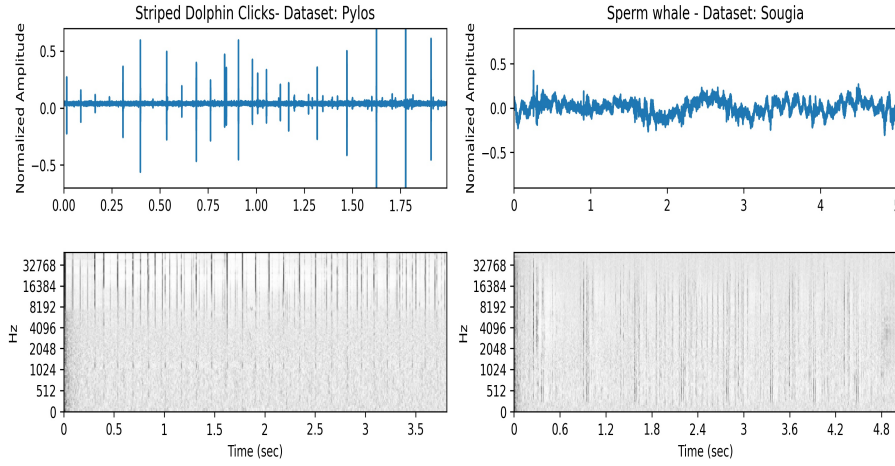 Striped Dolphin Clicks- Dataset: Pylos
Normalized Amplitude
0.5
0.0
−0.5
0.00 0.25 0.50 0.75 1.00 1.25 1.50 1.75
Sperm whale - Dataset: Sougia
Normalized Amplitude
0.5
0.0
−0.5
0 1 2 3 4 5
Hz
32768
16384
8192
4096
2048
1024
512
0
0 0.5 1 1.5 2 2.5 3 3.5
Time (sec)
Hz
32768
16384
8192
4096
2048
1024
512
0
0 0.6 1.2 1.8 2.4 3 3.6 4.2 4.8
Time (sec)